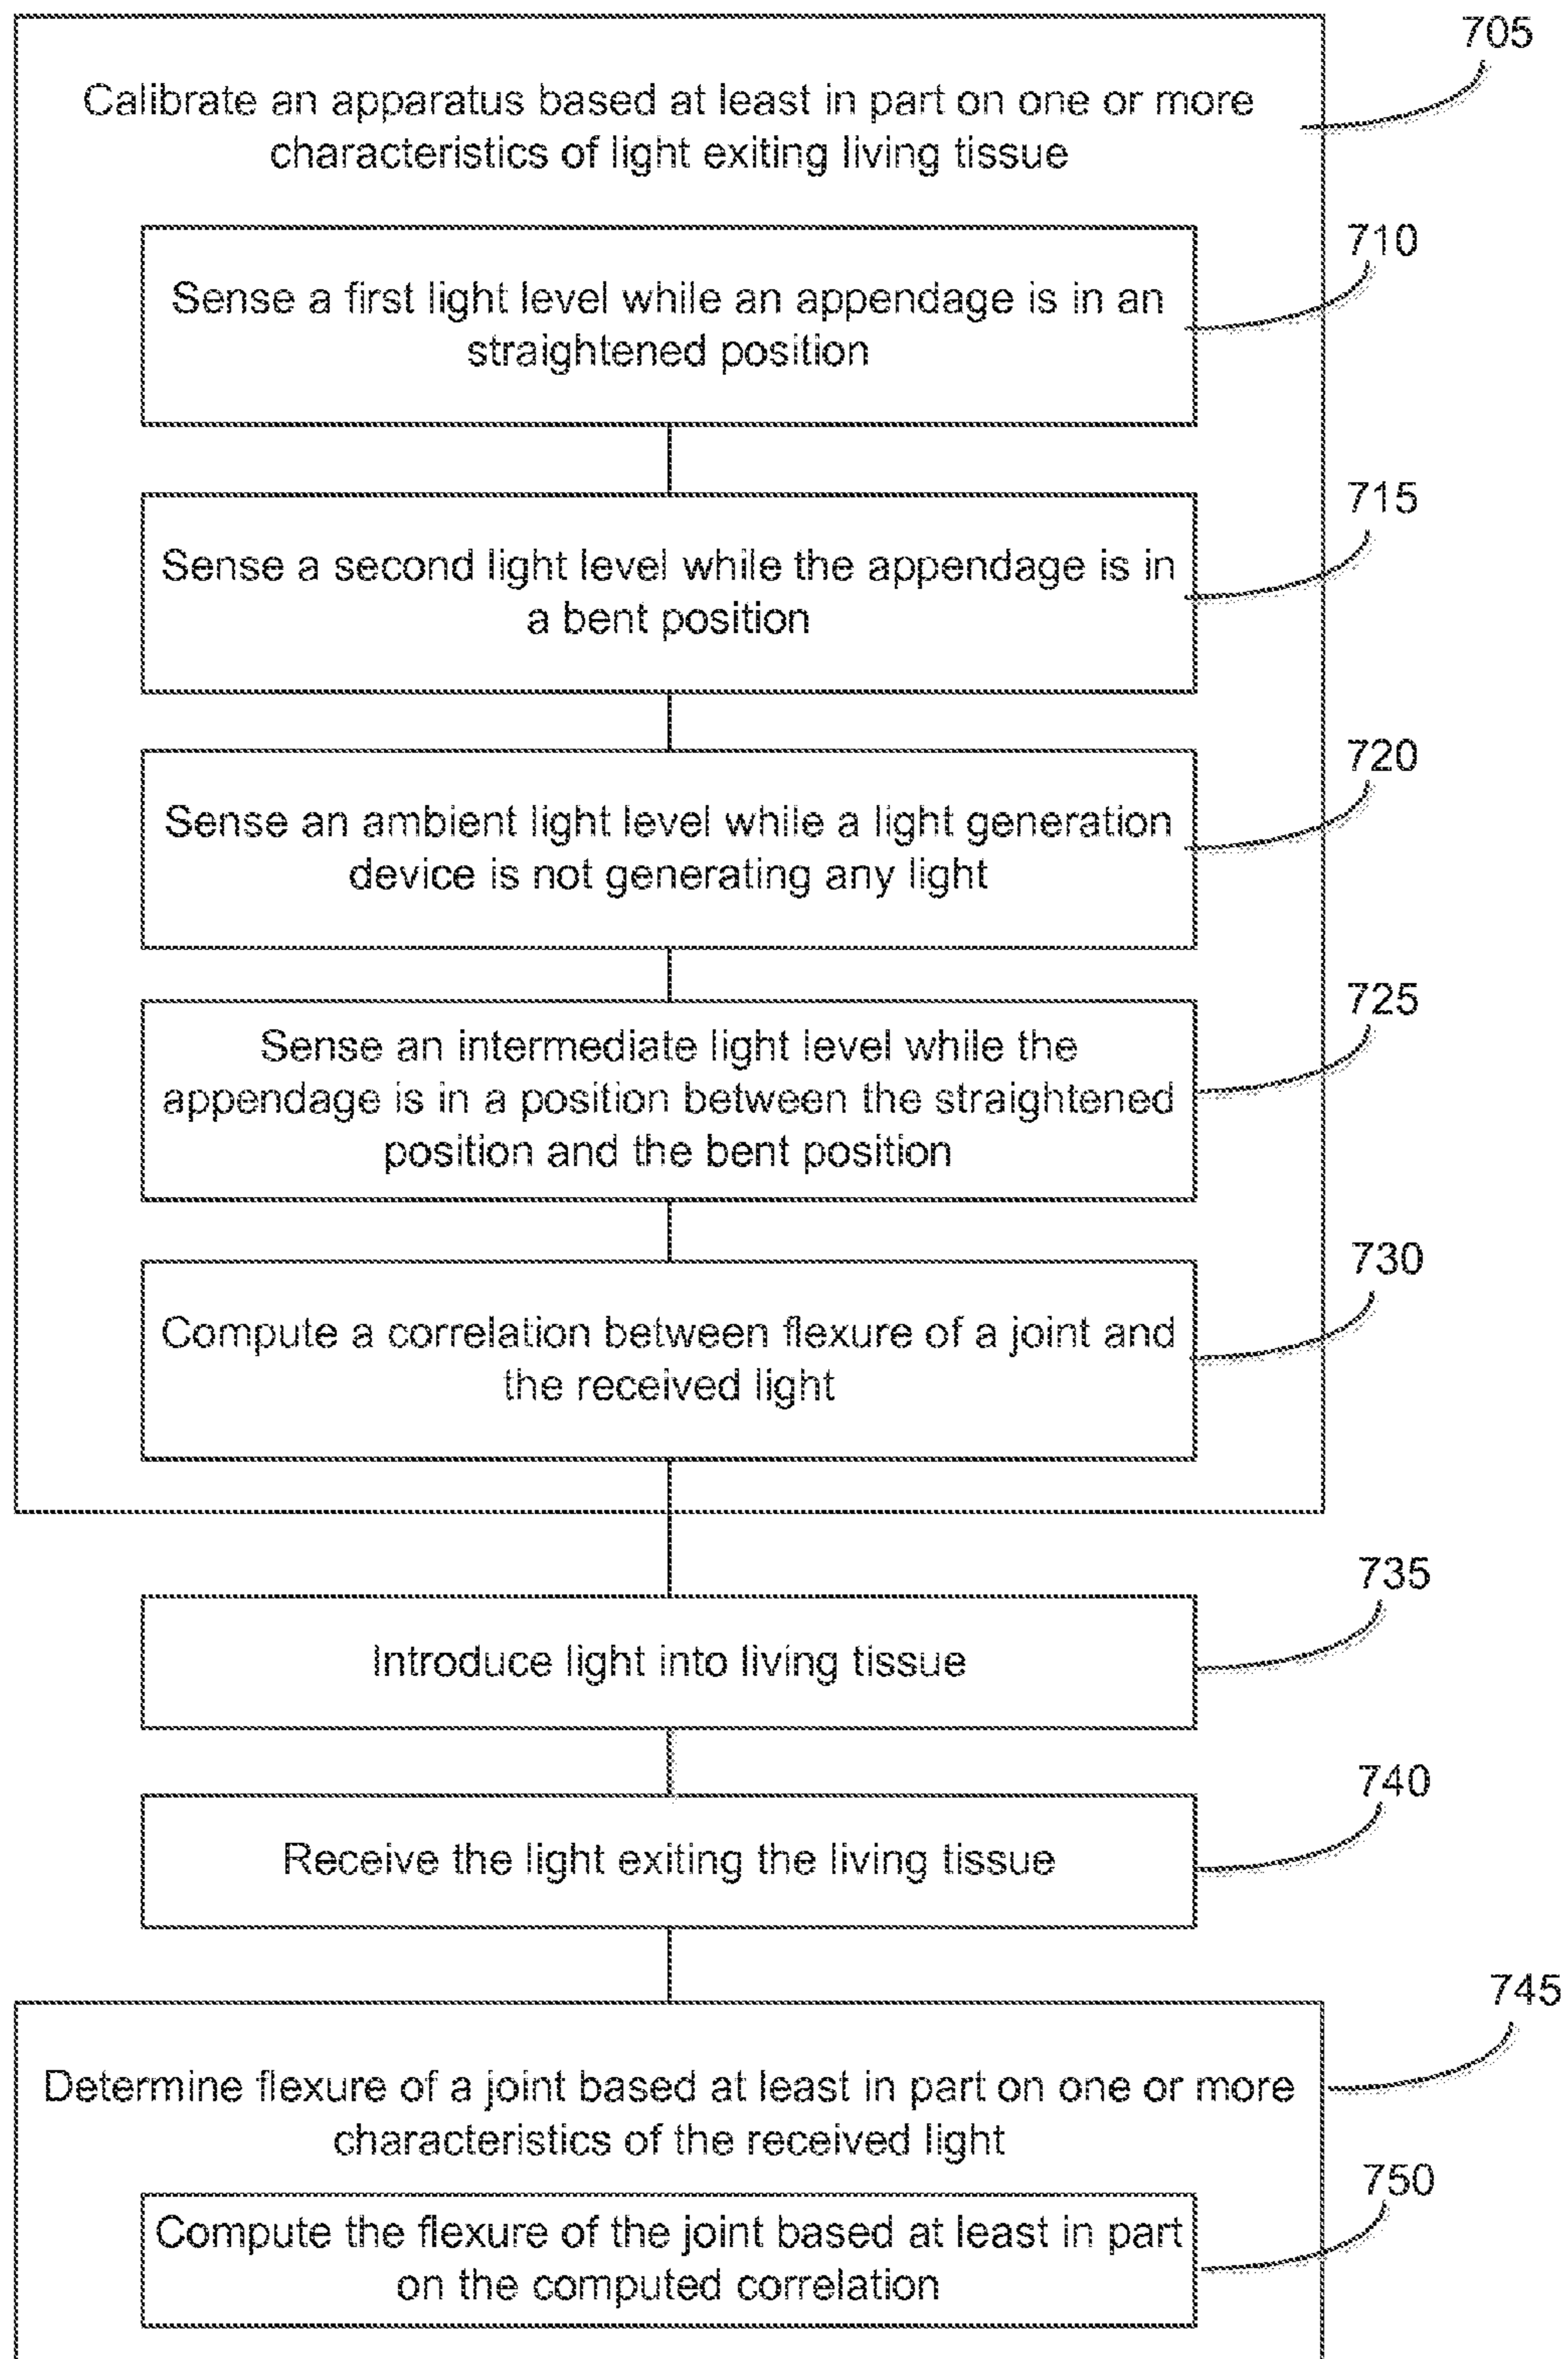 705
Calibrate an apparatus based at least in part on one or more
characteristics of light exiting living tissue
710
Sense a first light level while an appendage is in an
straightened position
715
Sense a second light level while the appendage is in
a bent position
720
Sense an ambient light level while a light generation
device is not generating any light
725
Sense an intermediate light level while the
appendage is in a position between the straightened
position and the bent position
730
Compute a correlation between flexure of a joint and
the received light
735
Introduce light into living tissue
740
Receive the light exiting the living tissue
745
Determine flexure of a joint based at least in part on one or more
characteristics of the received light
750
Compute the flexure of the joint based at least in part
on the computed correlation